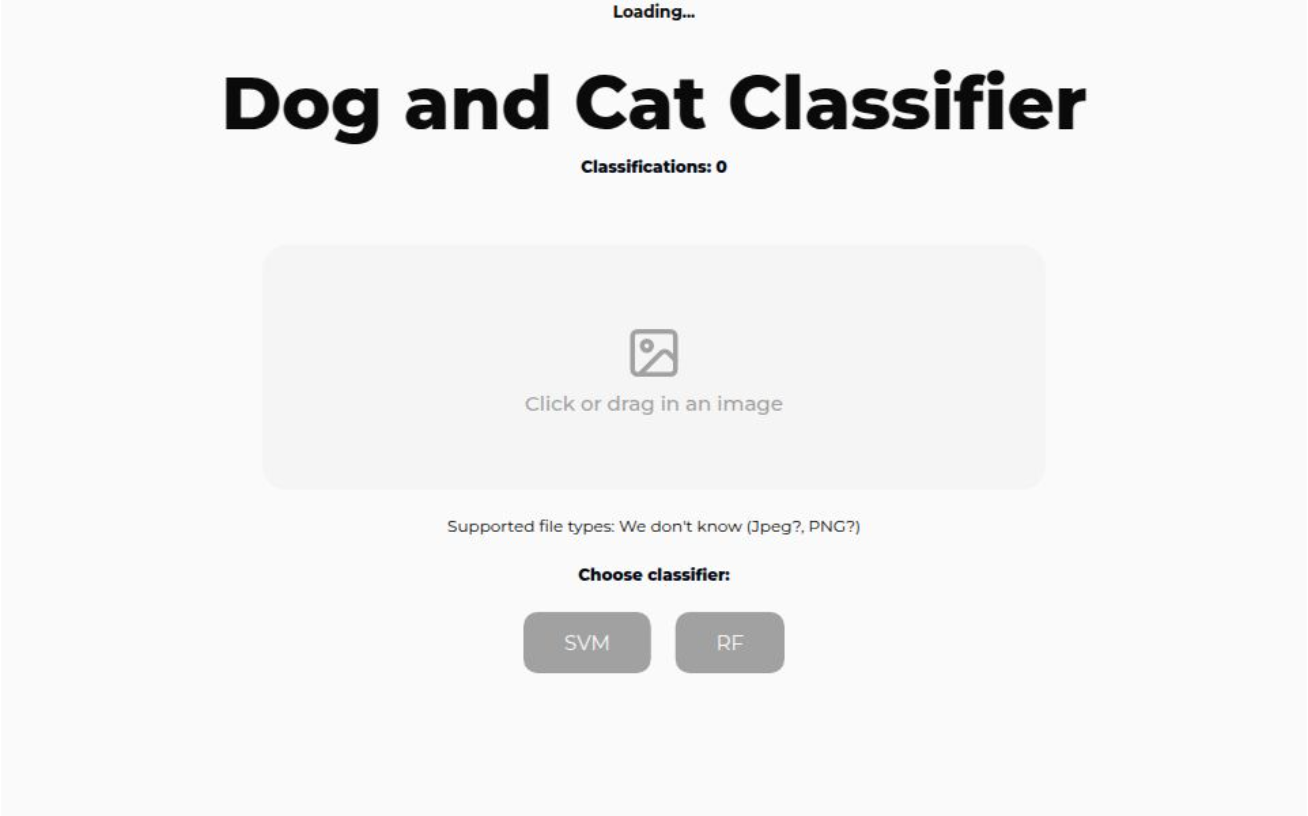 Loading...
Dog and Cat Classifier
Classifications: 0
Click or drag in an image
Supported file types: We don't know (Jpeg?, PNG?)
Choose classifier:
SVM RF